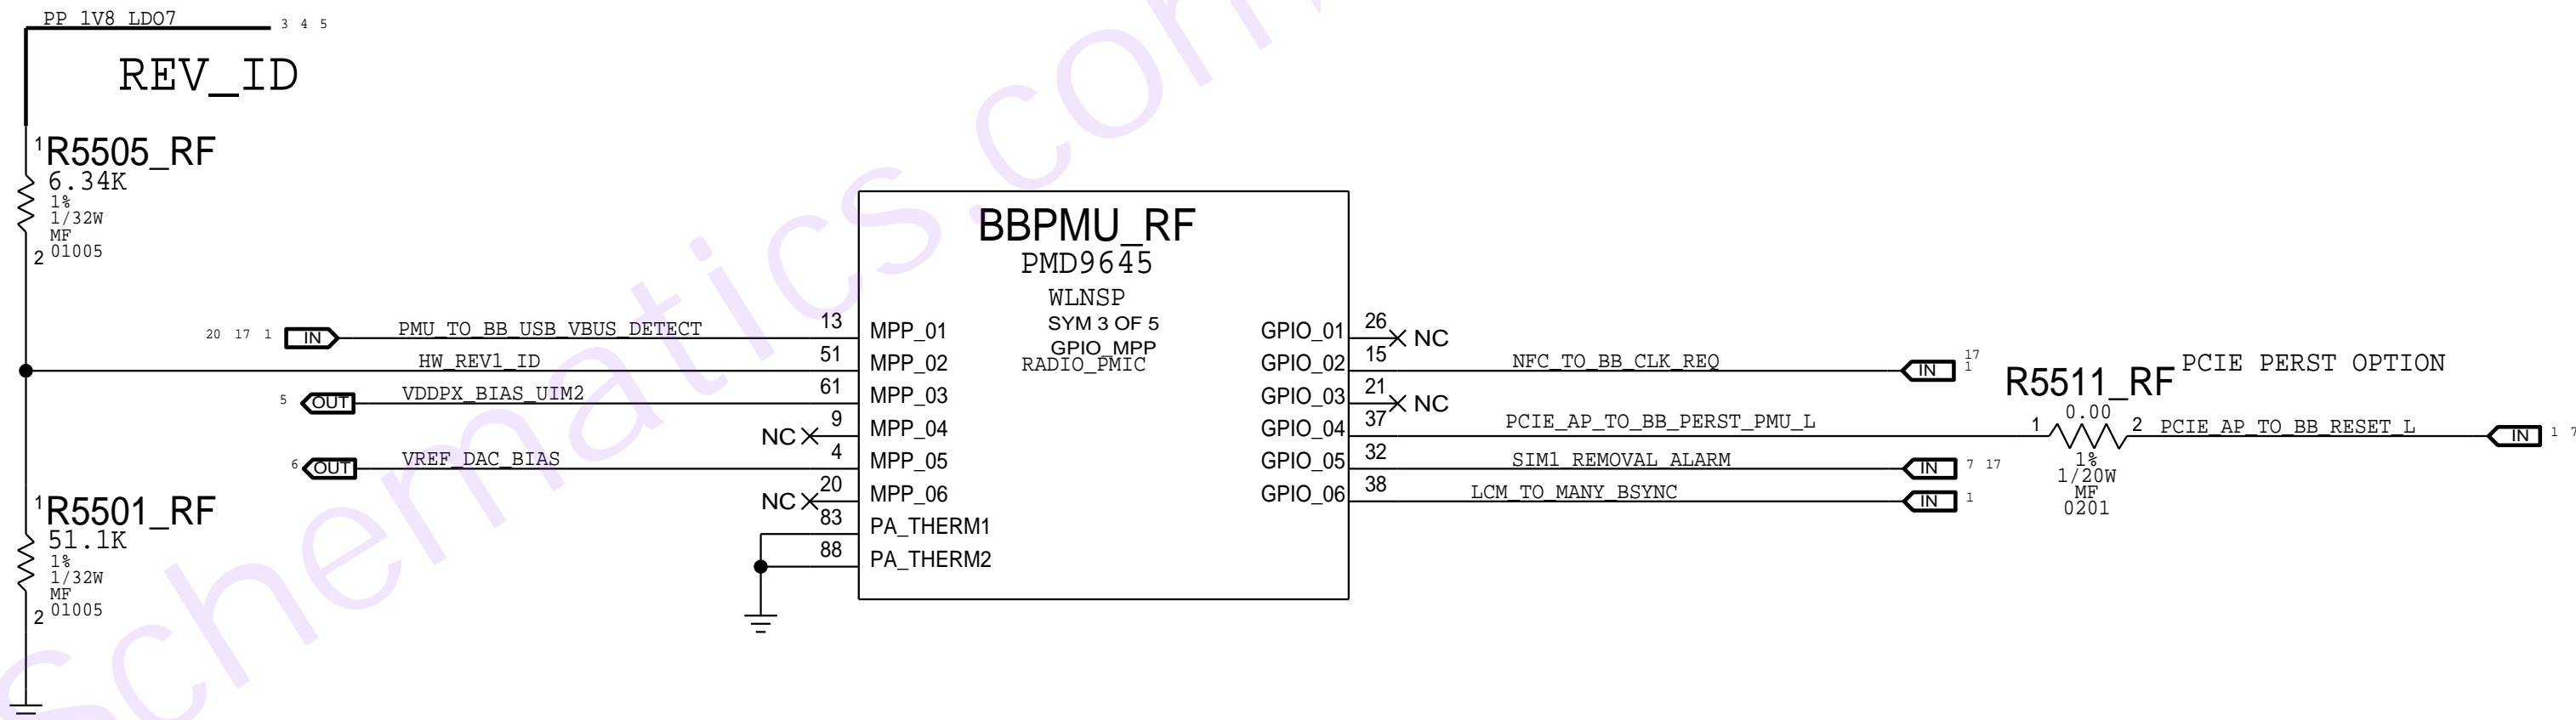 PP_1V8_LDO7 3 4 5
REV_ID
1 R5505_RF
6.34K
1%
1/32W
MF
2 01005
20 17 1 IN PMU_TO_BB_USB_VBUS_DETECT 13 MPP_01
HW_REV1_ID 51 MPP_02
5 OUT VDDPX_BIAS_UIM2 61 MPP_03
NC 9 MPP_04
6 OUT VREF_DAC_BIAS 4 MPP_05
NC 20 MPP_06
83 PA_THERM1
88 PA_THERM2
1 R5501_RF
51.1K
1%
1/32W
MF
2 01005
BBPMU_RF
PMD9645
WLNSP
SYM 3 OF 5
GPIO_MPP
RADIO_PMIC
GPIO_01 26 NC
GPIO_02 15 NFC_TO_BB_CLK_REQ IN 17 1
GPIO_03 21 NC
GPIO_04 37 PCIE_AP_TO_BB_PERST_PMU_L
GPIO_05 32 SIM1_REMOVAL_ALARM IN 7 17
GPIO_06 38 LCM_TO_MANY_BSYNC IN 1
PCIE PERST OPTION
R5511_RF
0.00
1 2 PCIE_AP_TO_BB_RESET_L IN 1 7
1%
1/20W
MF
0201
schematics.com